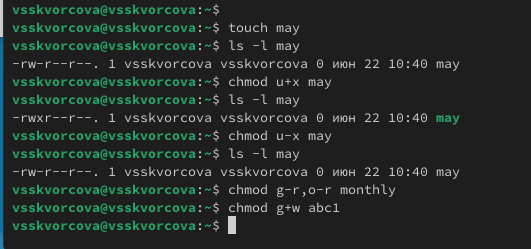 vsskvorcova@vsskvorcova:~$
vsskvorcova@vsskvorcova:~$ touch may
vsskvorcova@vsskvorcova:~$ ls -l may
-rw-r--r--. 1 vsskvorcova vsskvorcova 0 июн 22 10:40 may
vsskvorcova@vsskvorcova:~$ chmod u+x may
vsskvorcova@vsskvorcova:~$ ls -l may
-rwxr--r--. 1 vsskvorcova vsskvorcova 0 июн 22 10:40 may
vsskvorcova@vsskvorcova:~$ chmod u-x may
vsskvorcova@vsskvorcova:~$ ls -l may
-rw-r--r--. 1 vsskvorcova vsskvorcova 0 июн 22 10:40 may
vsskvorcova@vsskvorcova:~$ chmod g-r,o-r monthly
vsskvorcova@vsskvorcova:~$ chmod g+w abc1
vsskvorcova@vsskvorcova:~$